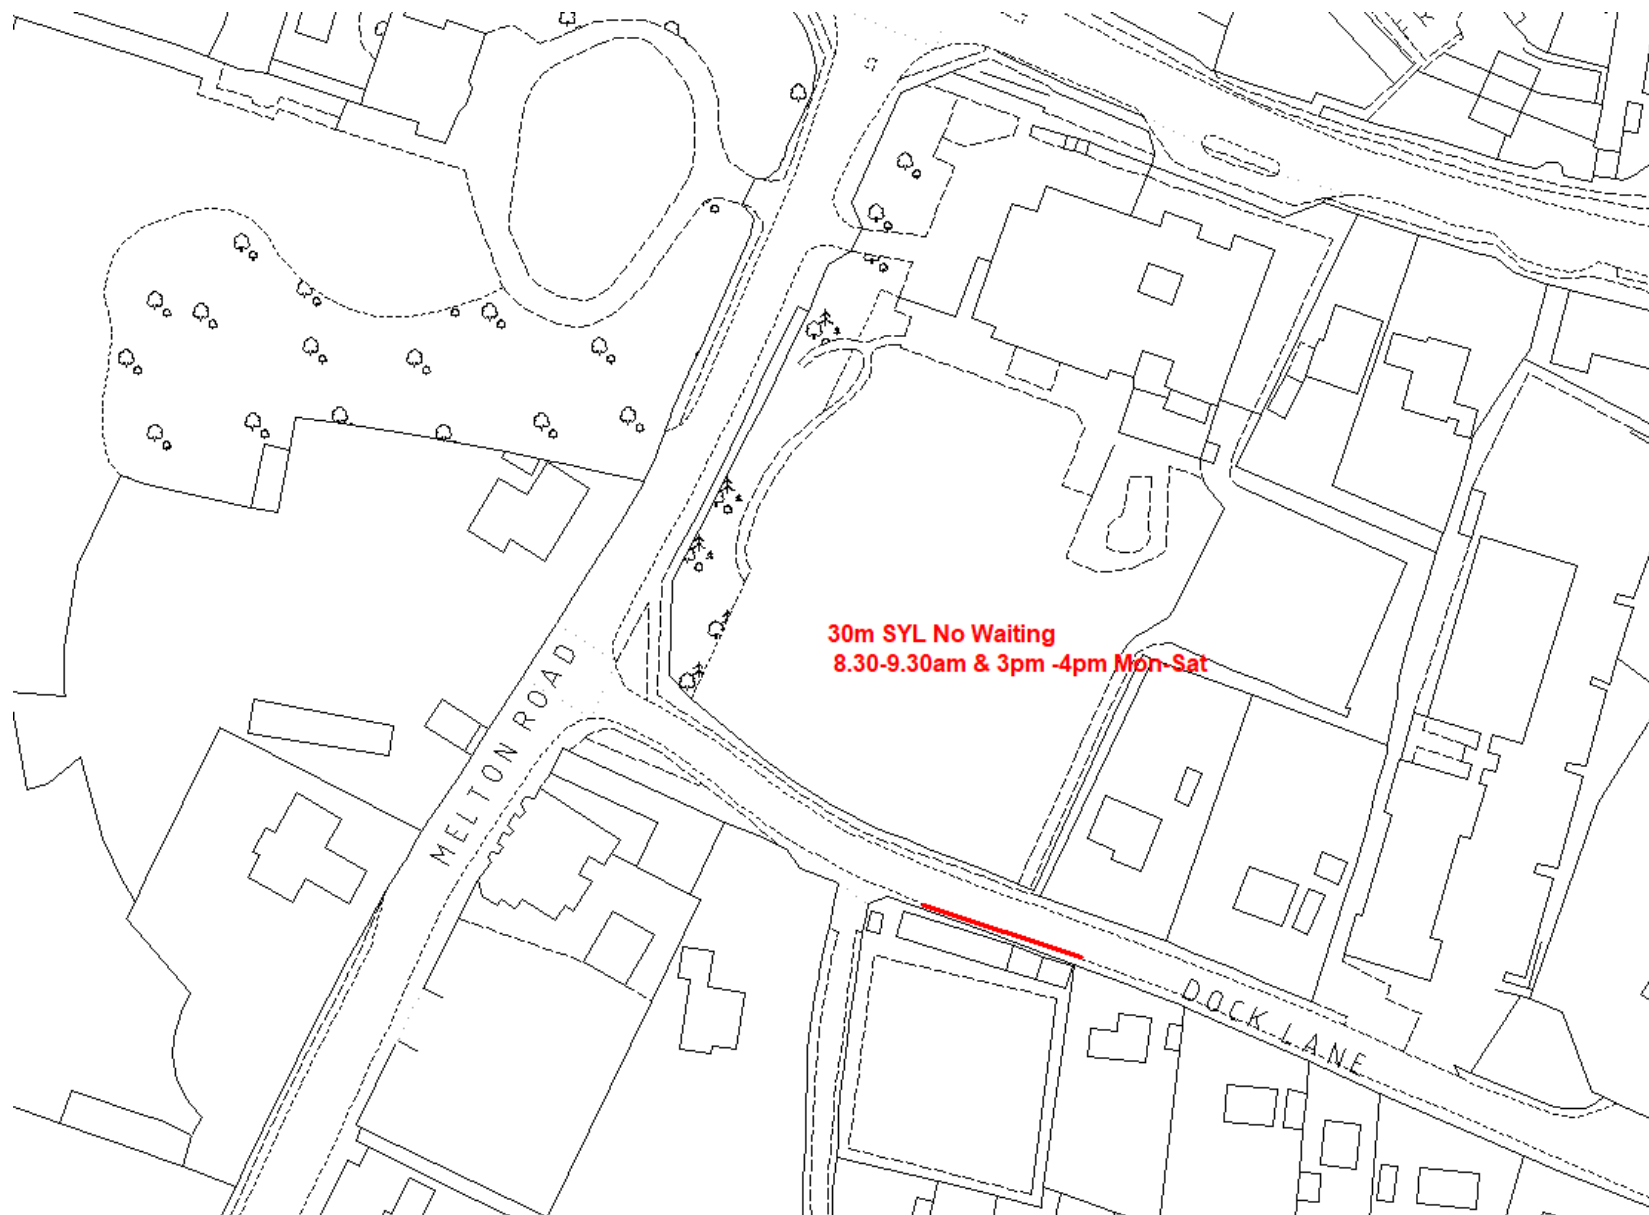 30m SYL No Waiting
8.30-9.30am & 3pm -4pm Mon-Sat
MELTON ROAD
DOCK LANE